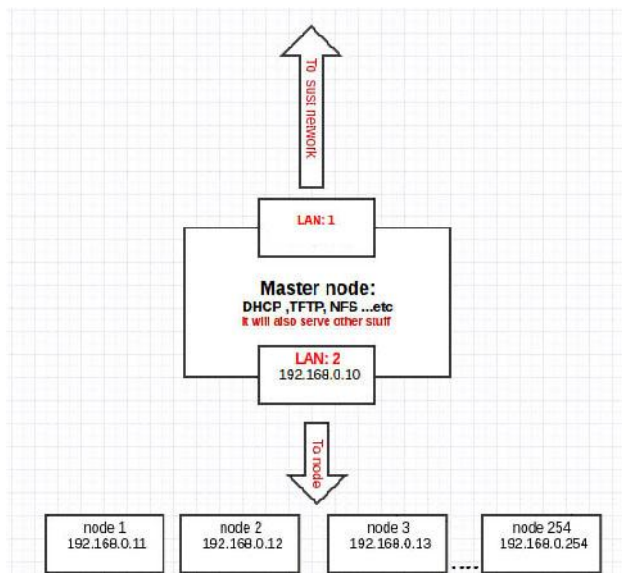 To sust network
LAN: 1
Master node:
DHCP ,TFTP, NFS ...etc
It will also serve other stuff
LAN: 2
192.168.0.10
To node
node 1
192.168.0.11
node 2
192.168.0.12
node 3
192.168.0.13
....
node 254
192.168.0.254